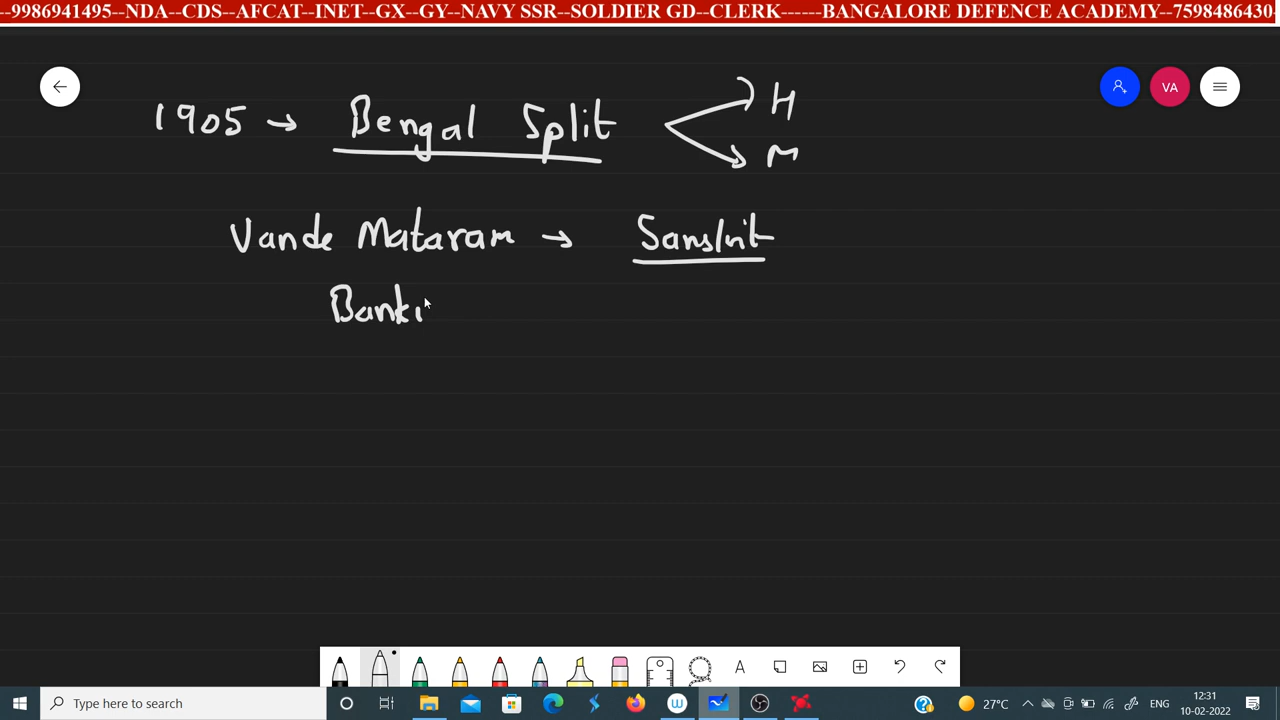 --9986941495--NDA--CDS--AFCAT--INET--GX--GY--NAVY SSR--SOLDIER GD--CLERK------BANGALORE DEFENCE ACADEMY--7598486430-
VA
1905 → Bengal Split H
M
Vande Mataram → Sanskrit
Banki
A
Type here to search
27°C
ENG
12:31
10-02-2022